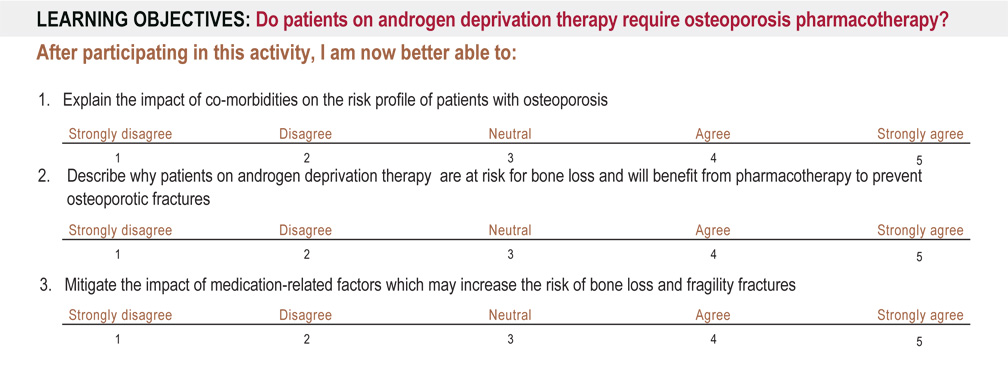 LEARNING OBJECTIVES: Do patients on androgen deprivation therapy require osteoporosis pharmacotherapy?
After participating in this activity, I am now better able to:
1. Explain the impact of co-morbidities on the risk profile of patients with osteoporosis
Strongly disagree Disagree Neutral Agree Strongly agree
1 2 3 4 5
2. Describe why patients on androgen deprivation therapy are at risk for bone loss and will benefit from pharmacotherapy to prevent
osteoporotic fractures
Strongly disagree Disagree Neutral Agree Strongly agree
1 2 3 4 5
3. Mitigate the impact of medication-related factors which may increase the risk of bone loss and fragility fractures
Strongly disagree Disagree Neutral Agree Strongly agree
1 2 3 4 5